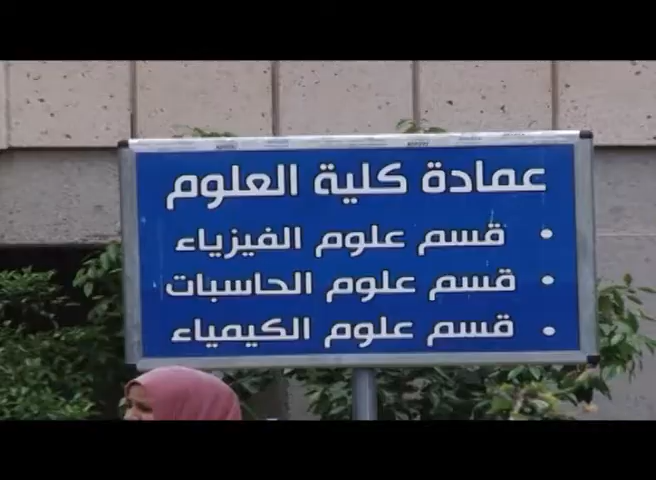 عمادة كلية العلوم
• قسم علوم الفيزياء
• قسم علوم الحاسبات
• قسم علوم الكيمياء